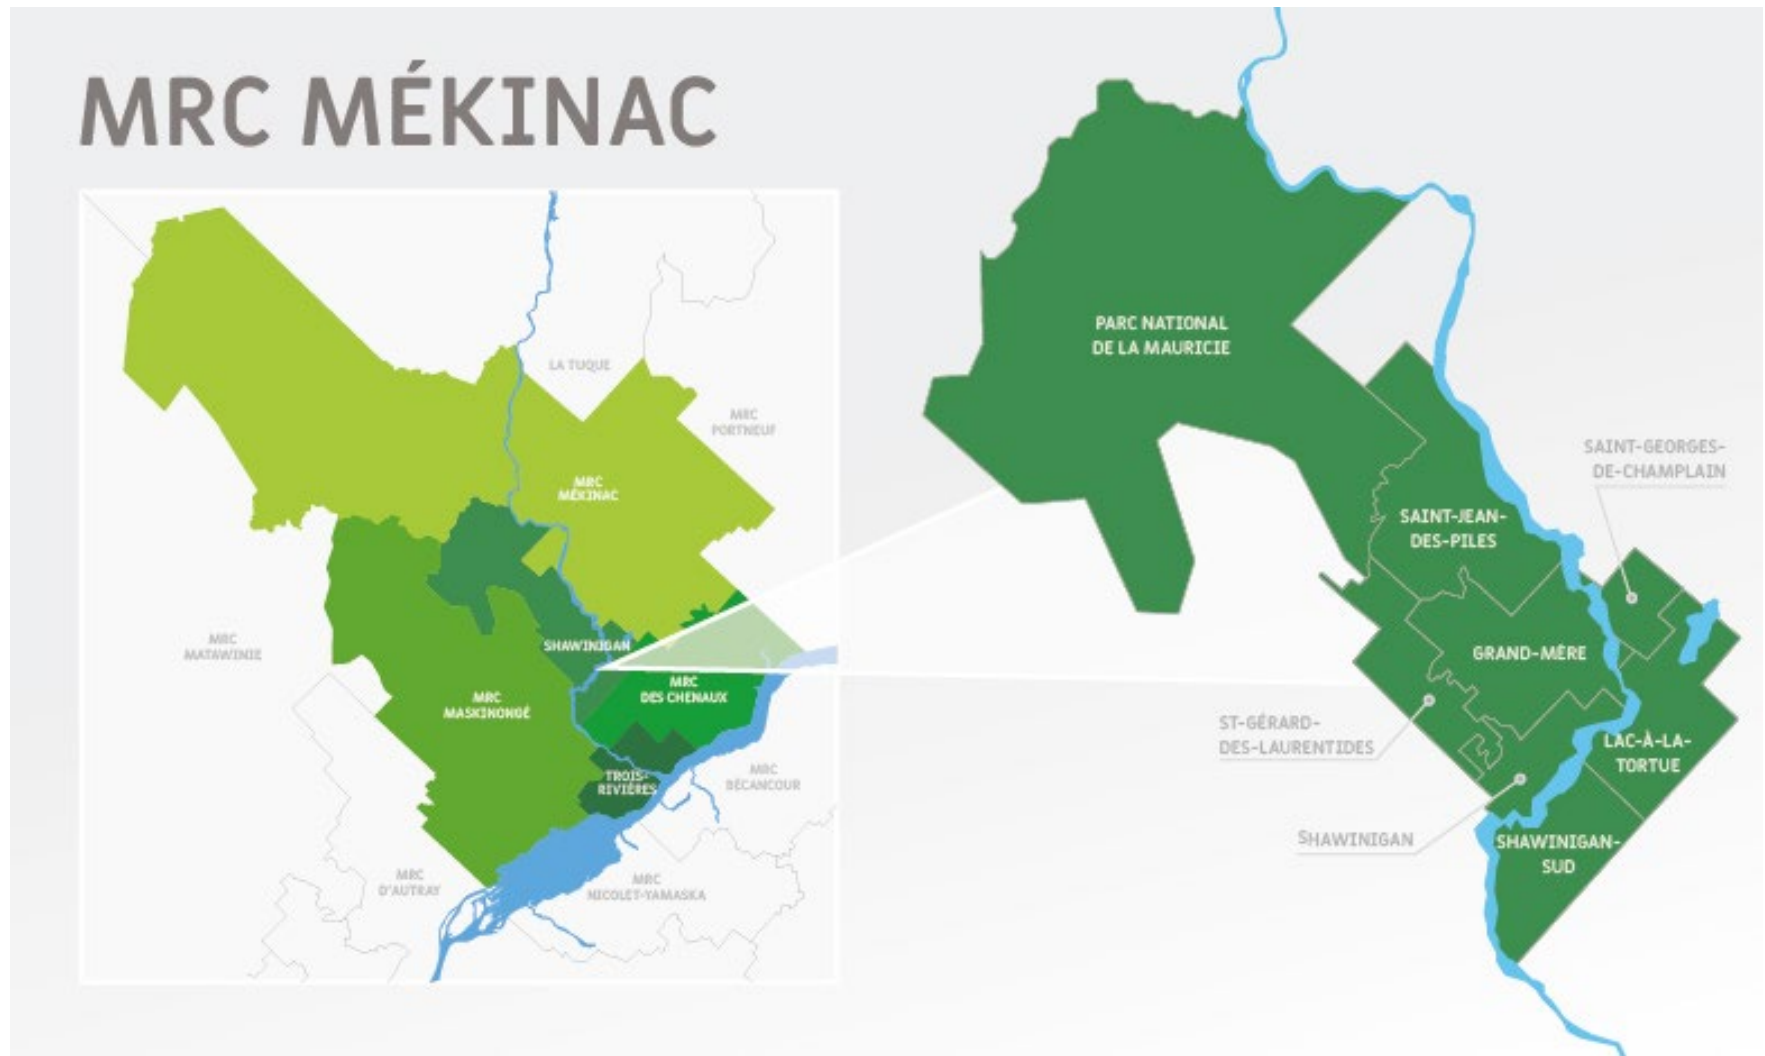 MRC MÉKINAC
LA TUQUE
MRC
PORTNEUF
MRC
MÉKINAC
MRC
MATAWINIE
SHAWINIGAN
MRC
MASKINONGÉ
MRC
DES CHENAUX
TROIS-
RIVIÈRES
MRC
BÉCANCOUR
MRC
D'AUTRAY
MRC
NICOLET-YAMASKA
PARC NATIONAL
DE LA MAURICIE
SAINT-GEORGES-
DE-CHAMPLAIN
SAINT-JEAN-
DES-PILES
GRAND-MÈRE
ST-GÉRARD-
DES-LAURENTIDES
LAC-À-LA-
TORTUE
SHAWINIGAN
SHAWINIGAN-
SUD